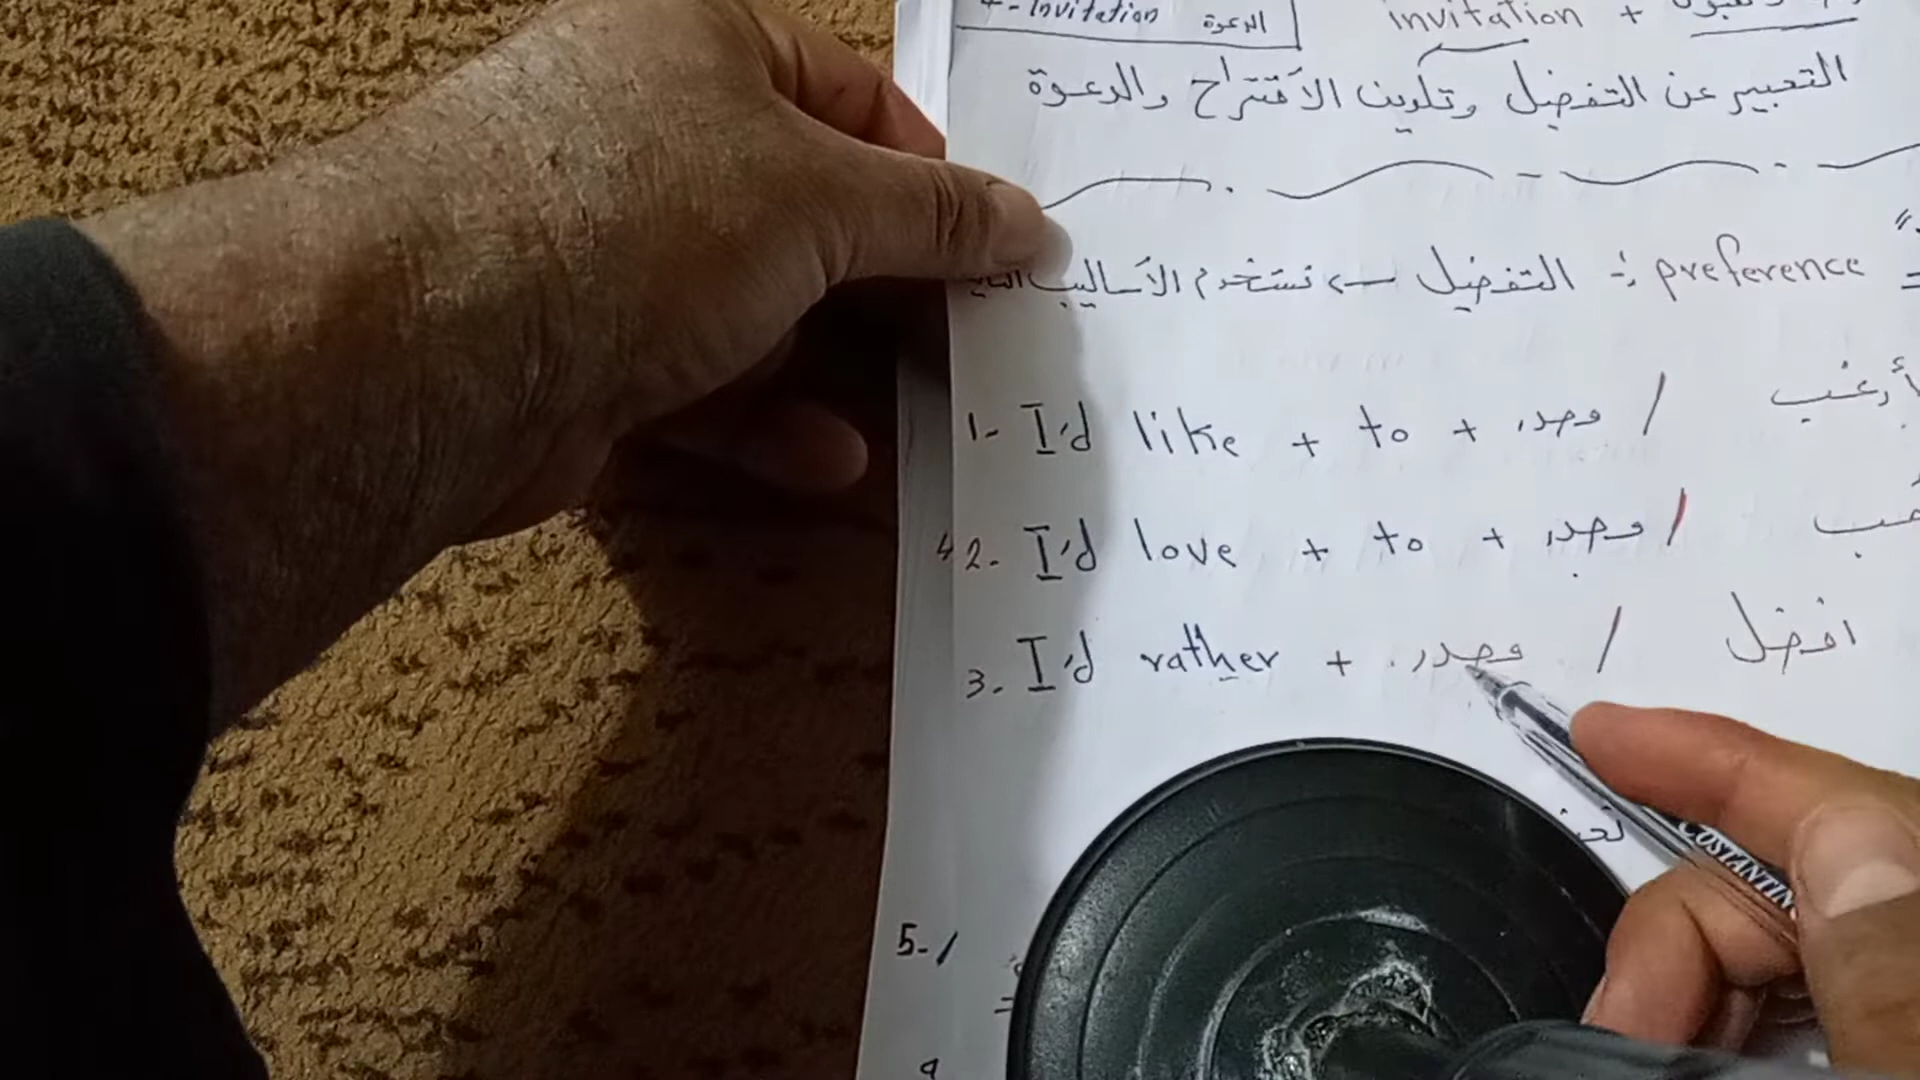 4- Invitation الدعوة
invitation +
التعبير عن التفضيل وتكوين الاقتراح والدعوة
preference :- التفضيل ← نستخدم الأساليب
1- I'd like + to + مصدر / أرغب
2- I'd love + to + مصدر / أحب
3. I'd rather + مصدر / افضل
5-/
COSTANTIN